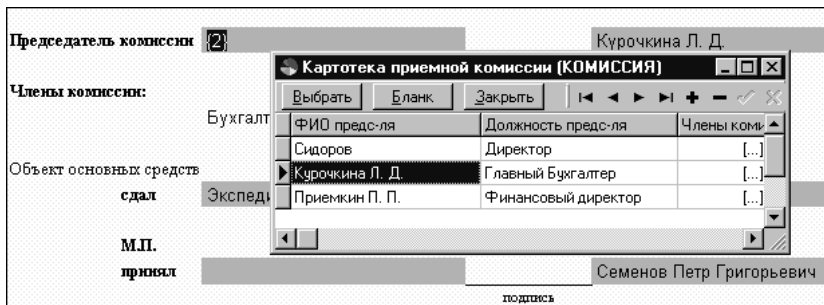 Председатель комиссии {2} Курочкина Л. Д.
Картотека приемной комиссии (КОМИССИЯ)
Члены комиссии:
Выбрать Бланк Закрыть
Бухгалт
ФИО предс-ля Должность предс-ля Члены коми
Сидоров Директор [...]
Объект основных средств
Курочкина Л. Д. Главный Бухгалтер [...]
сдал Экспеди
Приемкин П. П. Финансовый директор [...]
М.П.
принял Семенов Петр Григорьевич
подпись